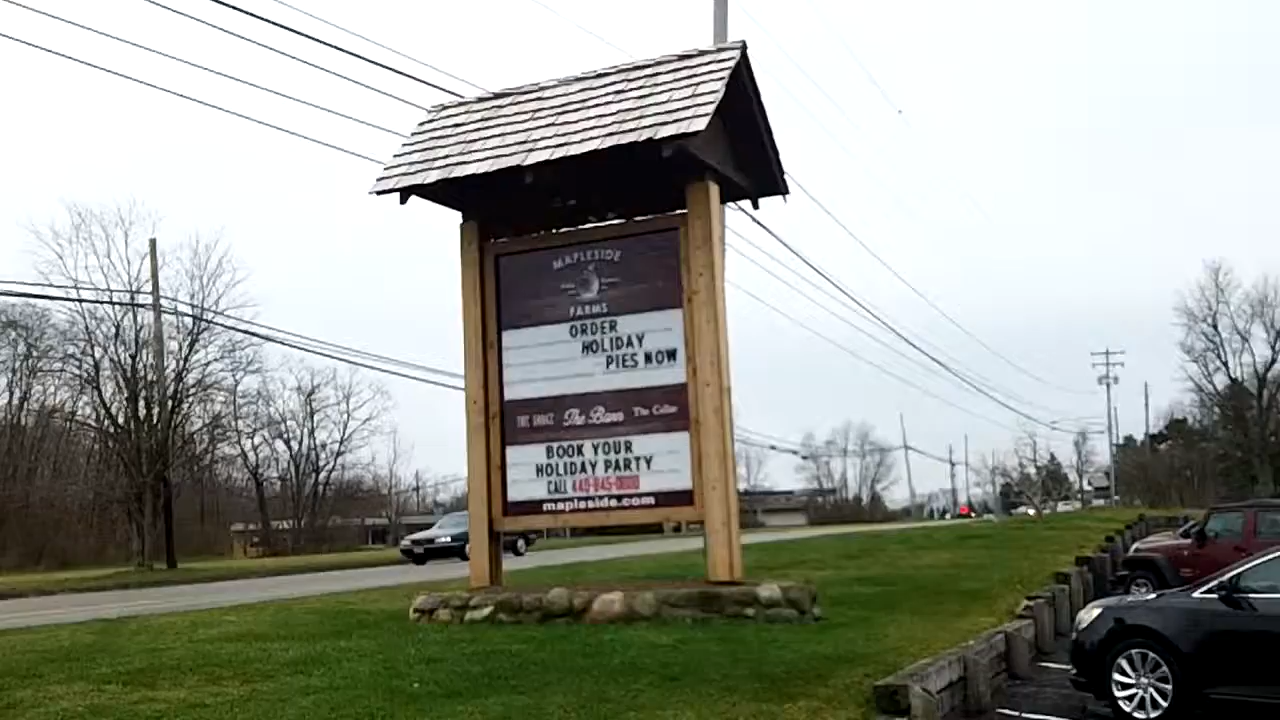 MAPLESIDE
FARMS
ORDER
HOLIDAY
PIES NOW
The Barn The Cellar
BOOK YOUR
HOLIDAY PARTY
CALL
mapleside.com